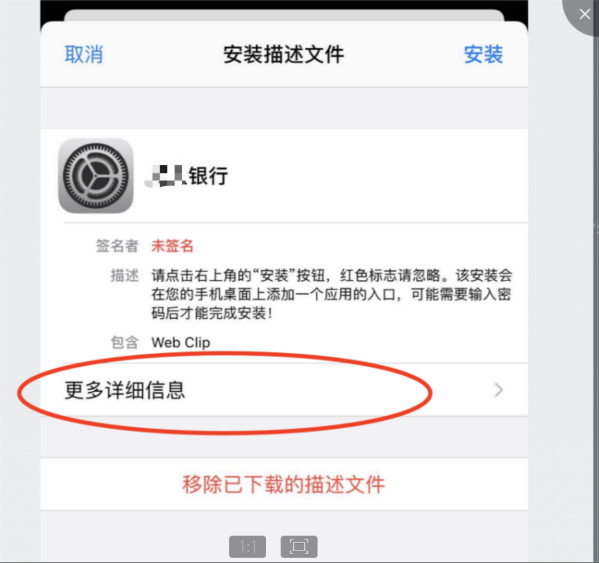 取消 安装描述文件 安装
银行
签名者 未签名
描述 请点击右上角的“安装”按钮，红色标志请忽略。该安装会
在您的手机桌面上添加一个应用的入口，可能需要输入密
码后才能完成安装！
包含 Web Clip
更多详细信息
移除已下载的描述文件
1:1